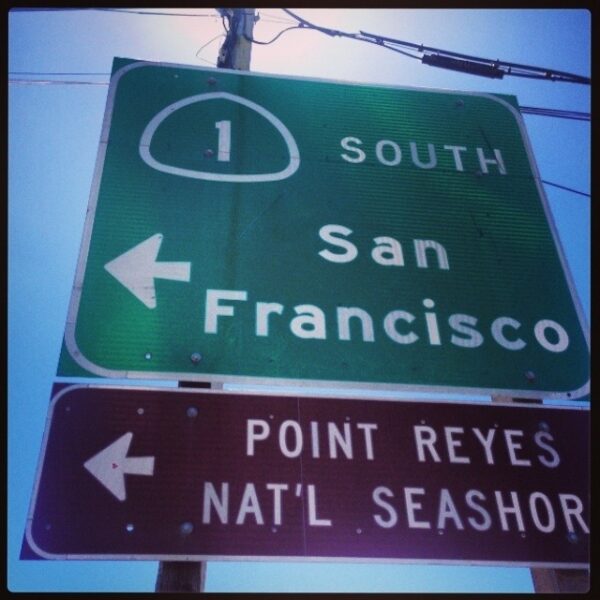 1 SOUTH
San
Francisco
POINT REYES
NAT'L SEASHOR